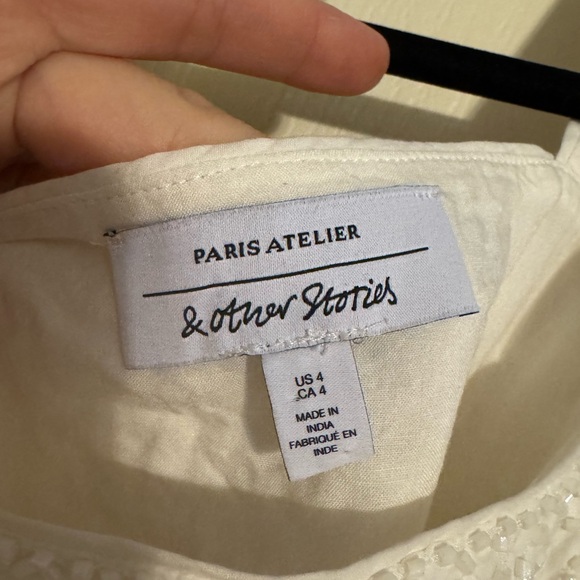 PARIS ATELIER
& other Stories
US 4
CA 4
MADE IN
INDIA
FABRIQUÉ EN
INDE